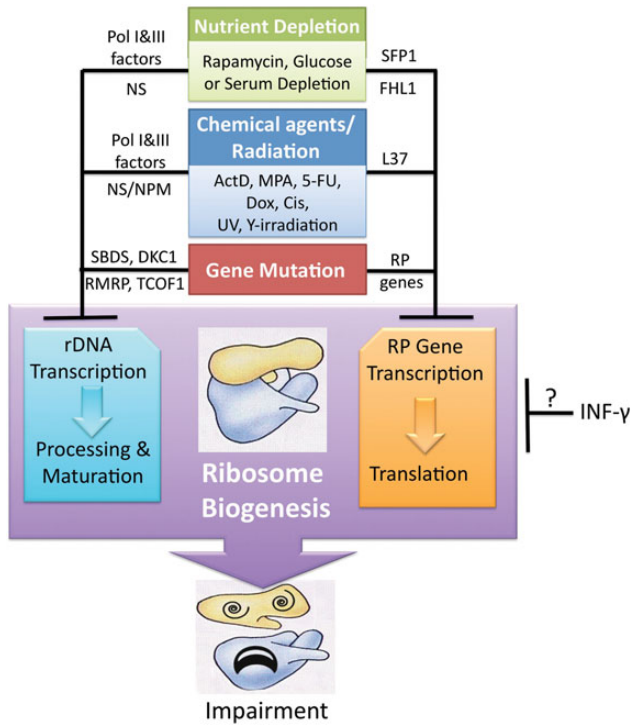 Nutrient Depletion
Pol I&III
factors
NS
Rapamycin, Glucose
or Serum Depletion
SFP1
FHL1
Chemical agents/
Radiation
Pol I&III
factors
NS/NPM
ActD, MPA, 5-FU,
Dox, Cis,
UV, Y-irradiation
L37
SBDS, DKC1
RMRP, TCOF1
Gene Mutation
RP
genes
rDNA
Transcription
Processing &
Maturation
Ribosome
Biogenesis
RP Gene
Transcription
Translation
?
INF-γ
Impairment